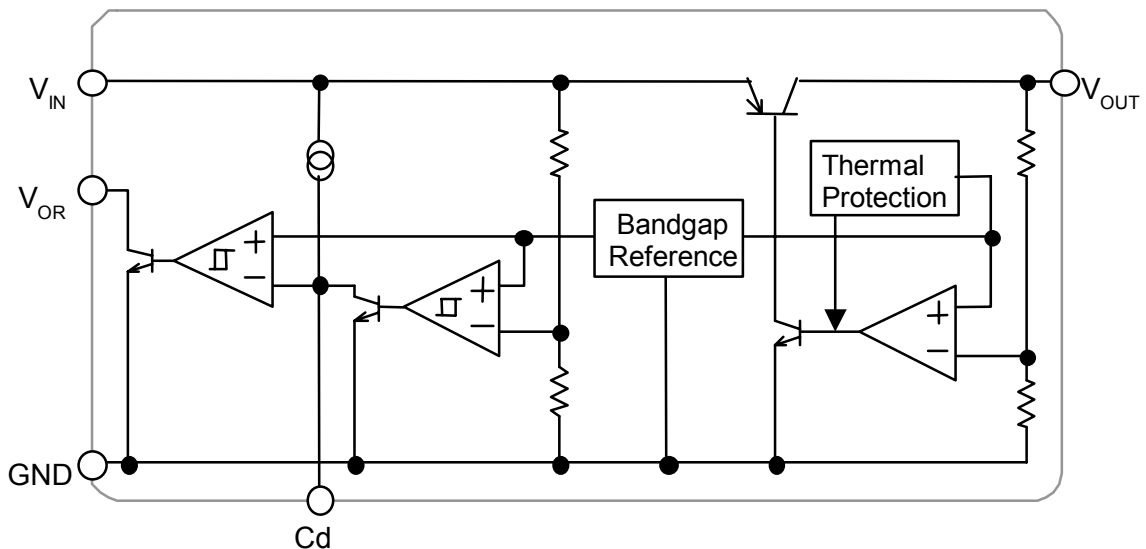 V_IN
V_OUT
Thermal
Protection
V_OR
Bandgap
Reference
+
−
+
−
+
−
GND
Cd